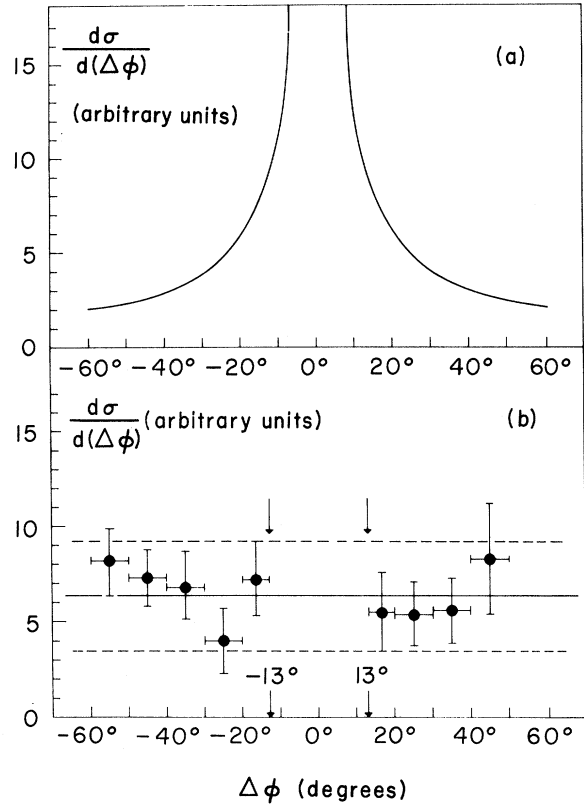 dσ
d(Δφ)
(arbitrary units)
(a)
15
10
5
0
-60° -40° -20° 0° 20° 40° 60°
dσ
d(Δφ) (arbitrary units)
(b)
15
10
5
0
-13° 13°
-60° -40° -20° 0° 20° 40° 60°
Δφ (degrees)